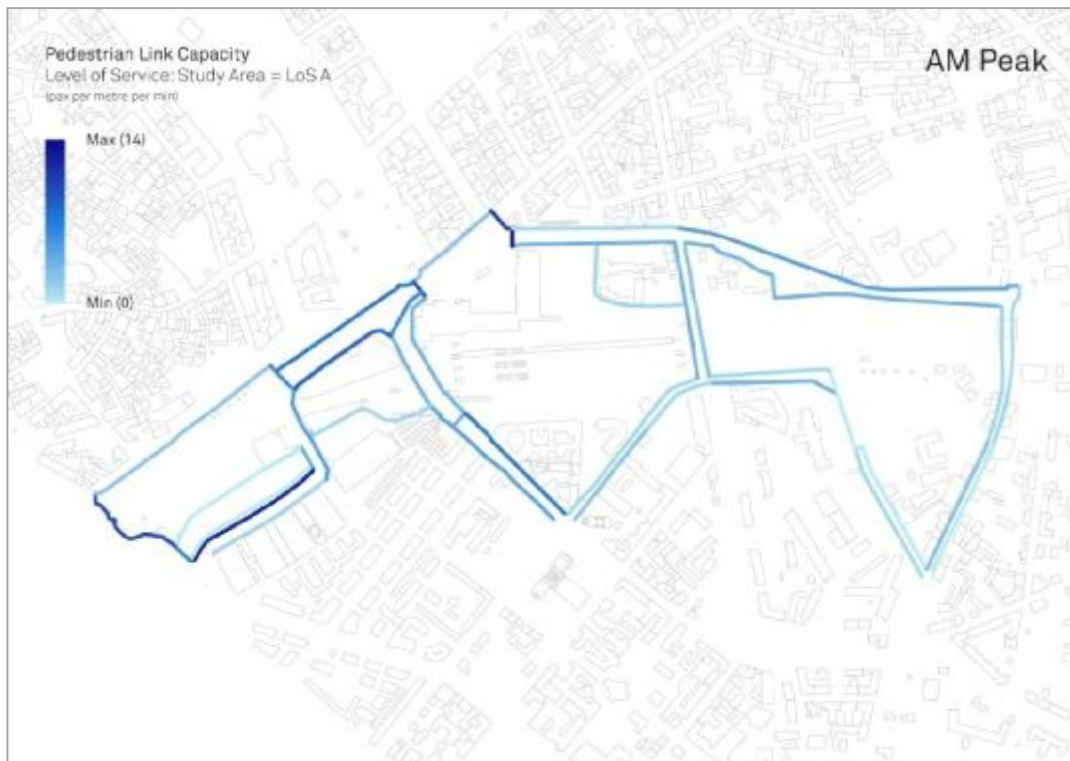 Pedestrian Link Capacity
Level of Service: Study Area = LoS A
(pax per metre per min)
AM Peak
Max (14)
Min (0)